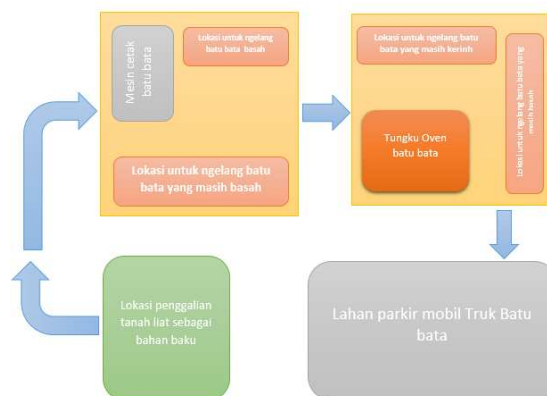 Mesin cetak
batu bata
Lokasi untuk ngelang
batu bata basah
Lokasi untuk ngelang batu
bata yang masih basah
Lokasi untuk ngelang batu
bata yang masih kerinh
Lokasi untuk ngelang batu bata yang
masih basah
Tungku Oven
batu bata
Lokasi penggalian
tanah liat sebagai
bahan baku
Lahan parkir mobil Truk Batu
bata